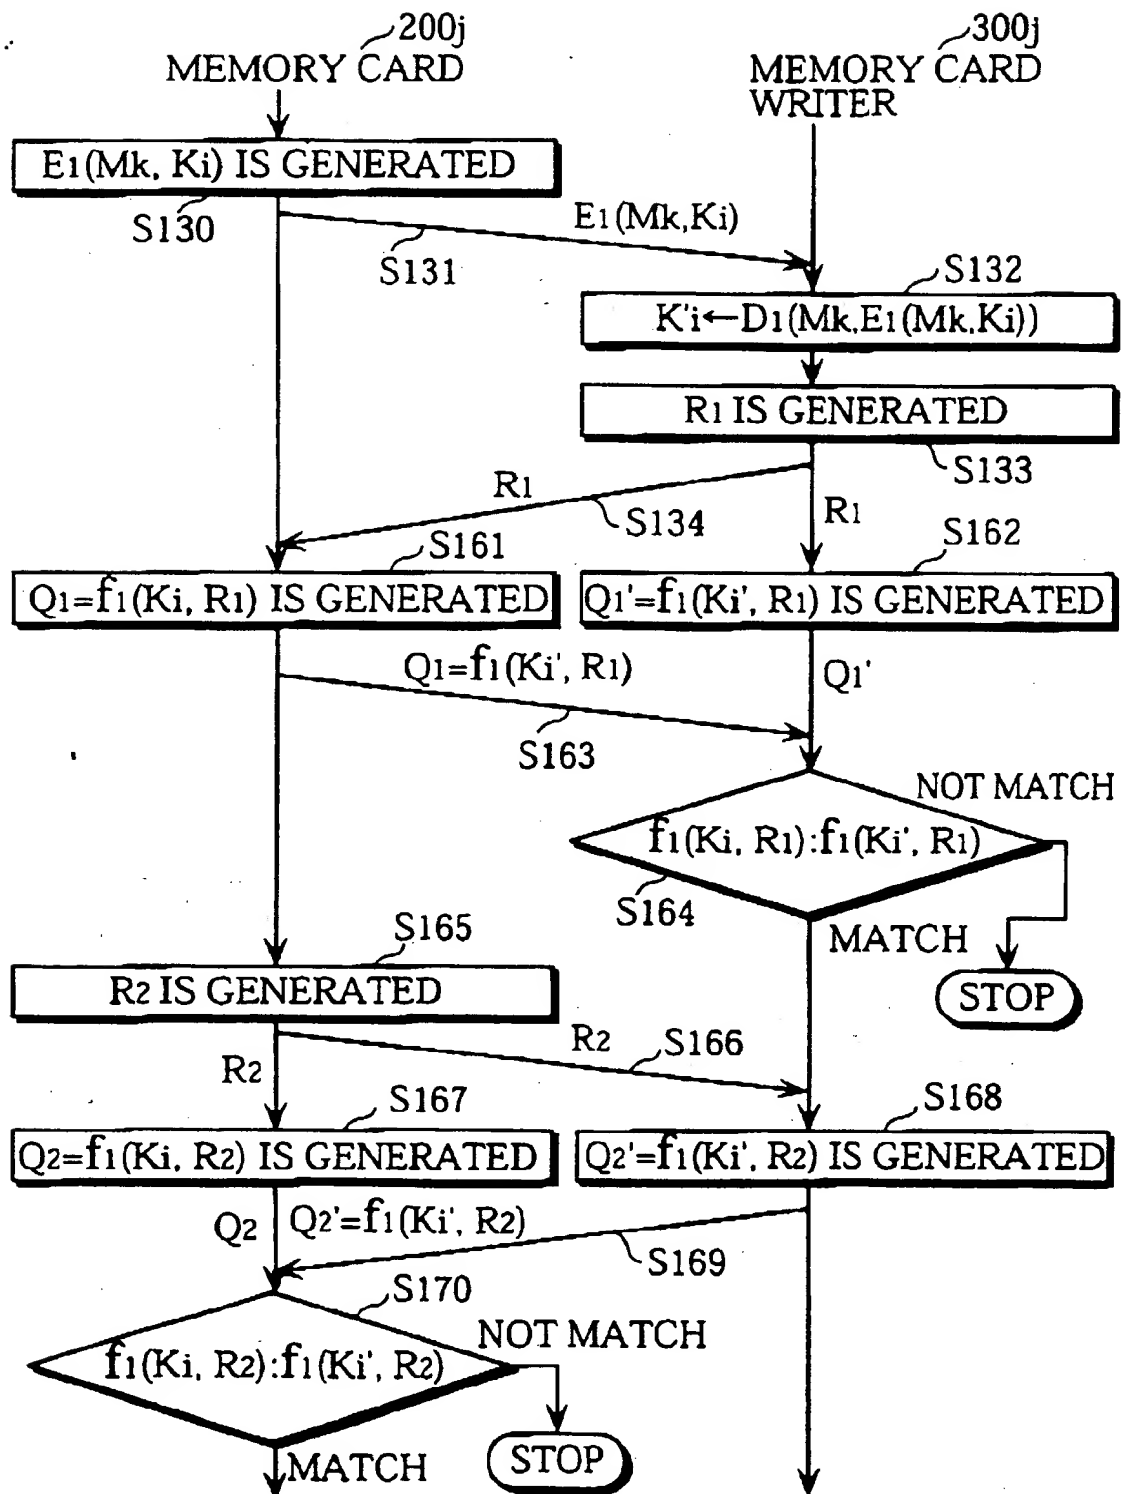 200j
MEMORY CARD
300j
MEMORY CARD
WRITER
E1(Mk, Ki) IS GENERATED
S130
E1(Mk,Ki)
S131
S132
K'i←D1(Mk,E1(Mk,Ki))
R1 IS GENERATED
S133
R1
S134
R1
S161
S162
Q1=f1(Ki, R1) IS GENERATED
Q1'=f1(Ki', R1) IS GENERATED
Q1=f1(Ki', R1)
Q1'
S163
NOT MATCH
f1(Ki, R1):f1(Ki', R1)
S164
MATCH
STOP
S165
R2 IS GENERATED
R2
S166
R2
S167
S168
Q2=f1(Ki, R2) IS GENERATED
Q2'=f1(Ki', R2) IS GENERATED
Q2
Q2'=f1(Ki', R2)
S169
S170
NOT MATCH
f1(Ki, R2):f1(Ki', R2)
STOP
MATCH